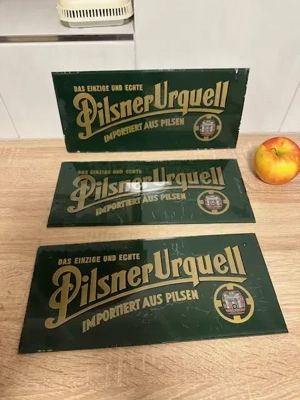 DAS EINZIGE UND ECHTE
Pilsner Urquell
IMPORTIERT AUS PILSEN
DAS EINZIGE UND ECHTE
Pilsner Urquell
IMPORTIERT AUS PILSEN
DAS EINZIGE UND ECHTE
Pilsner Urquell
IMPORTIERT AUS PILSEN